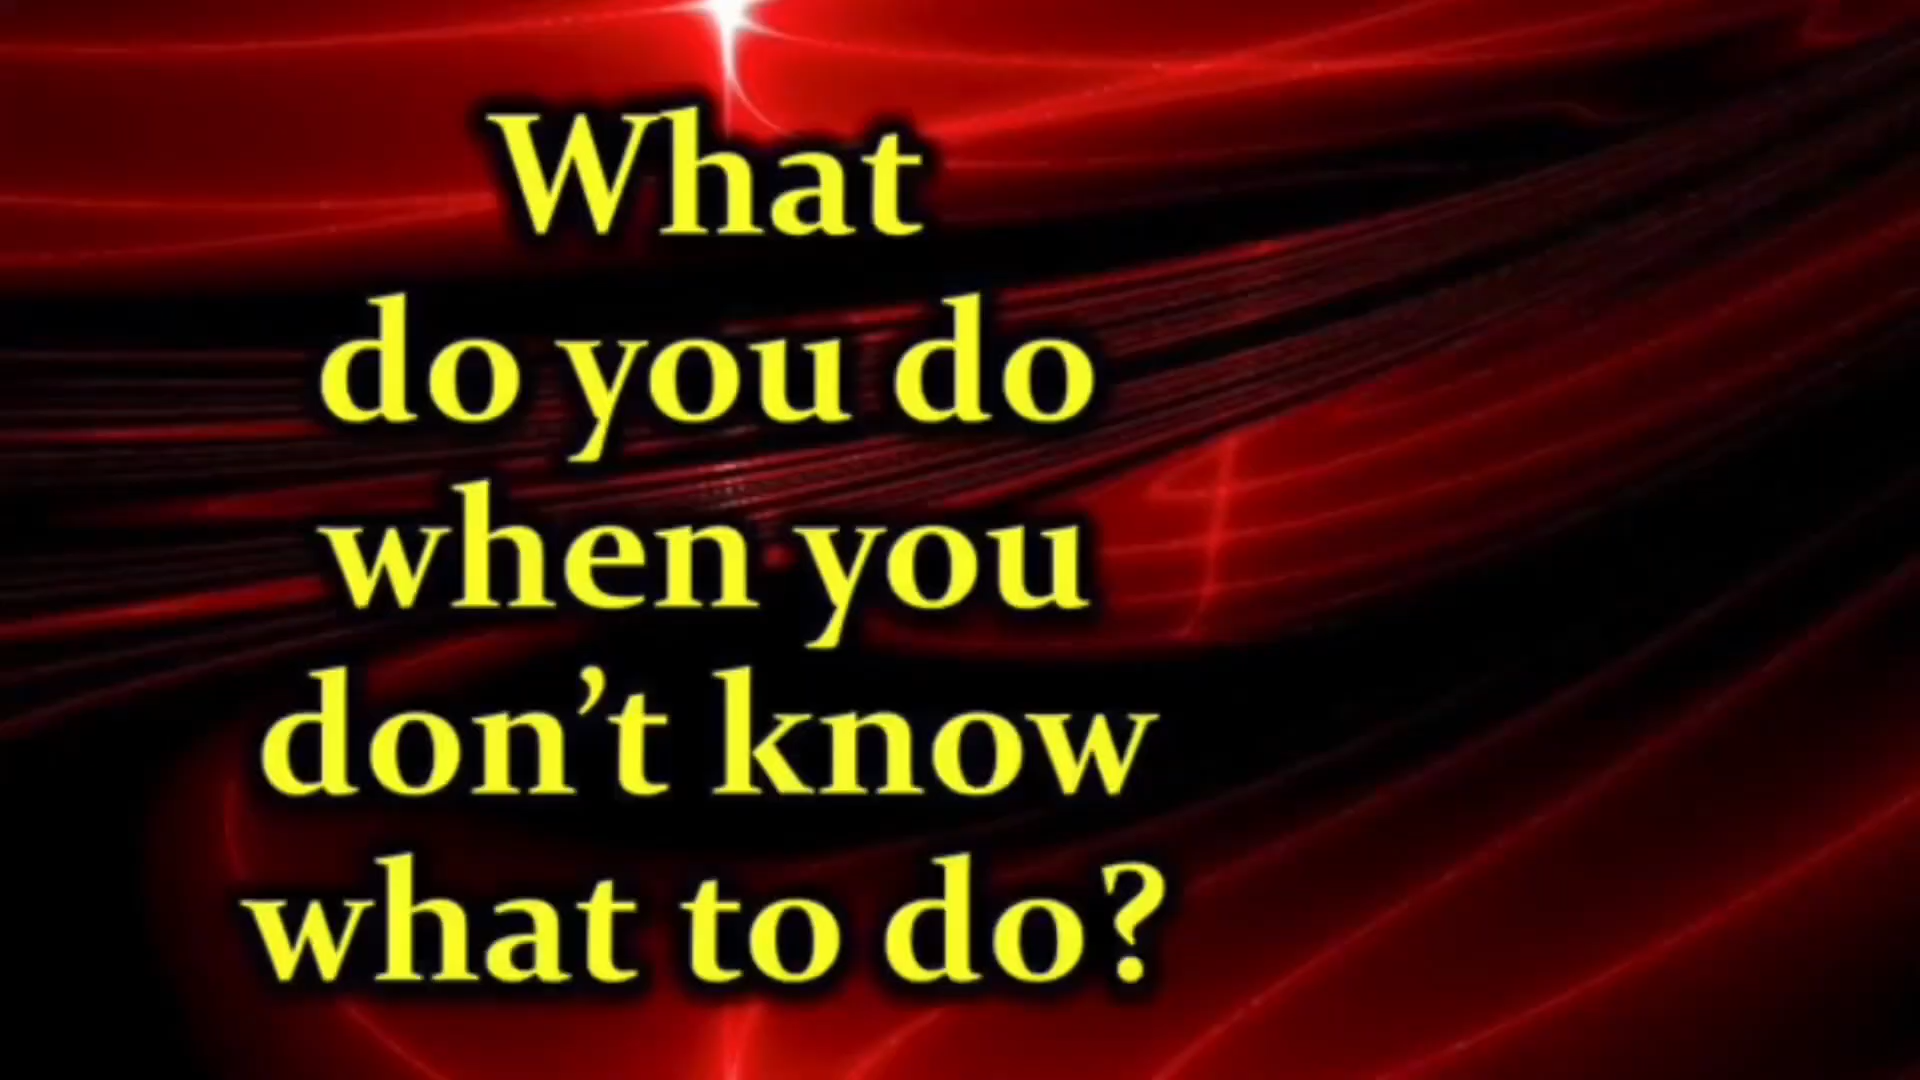 What
do you do
when you
don’t know
what to do?